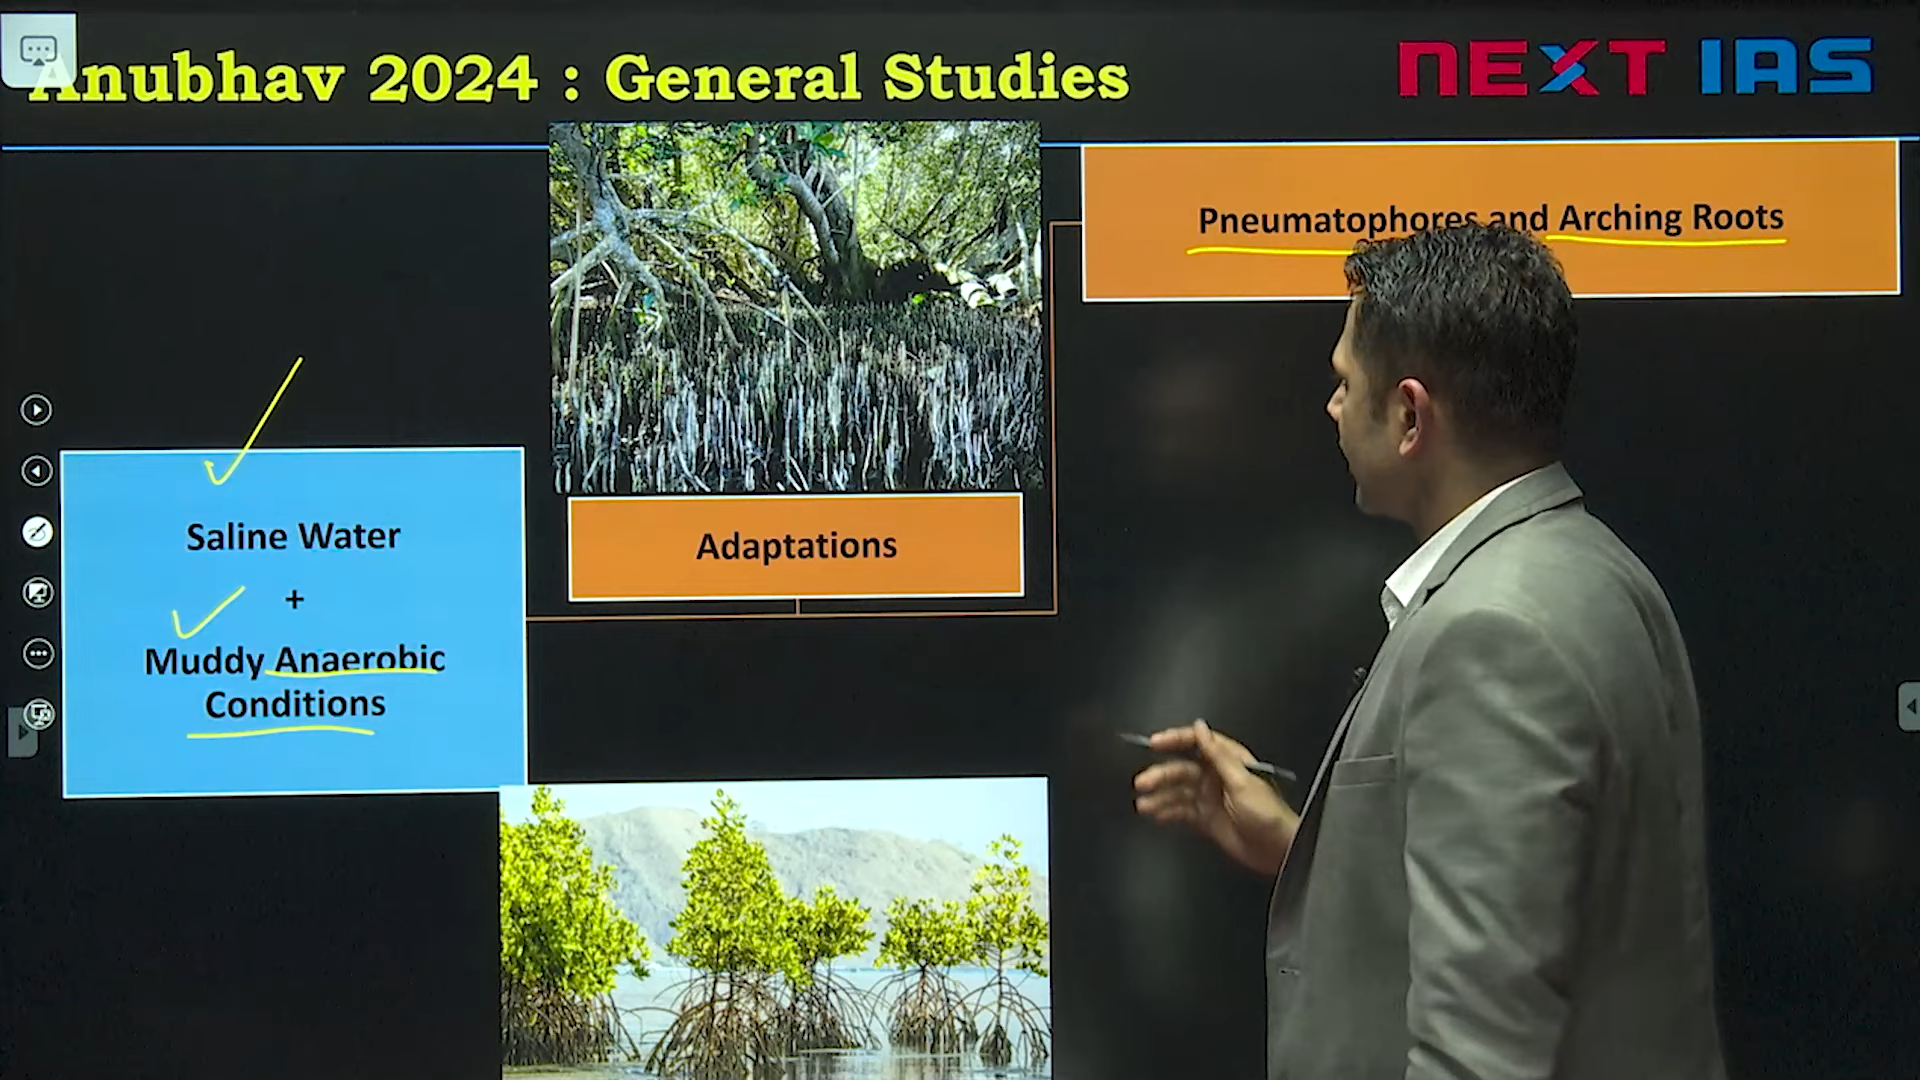 Anubhav 2024 : General Studies
NEXT IAS
Pneumatophores and Arching Roots
Adaptations
Saline Water
+
Muddy Anaerobic
Conditions